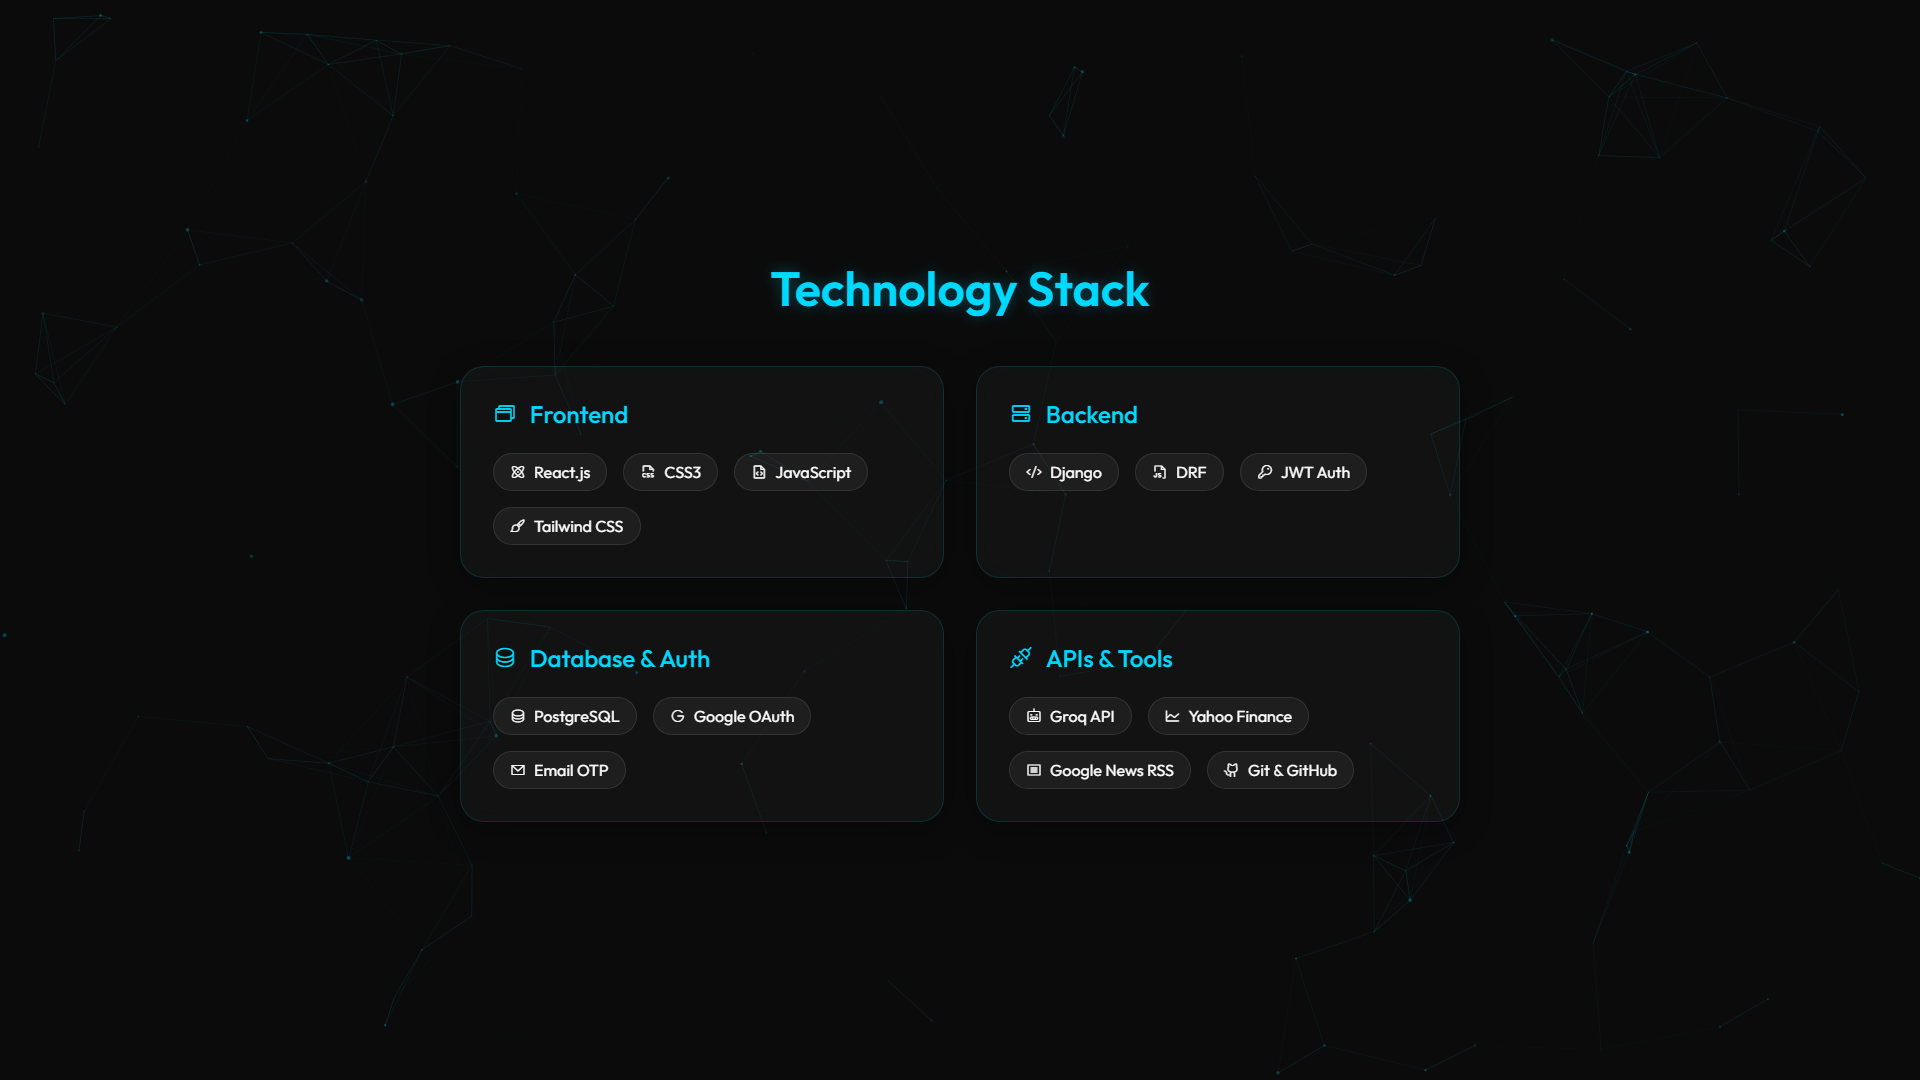 Technology Stack
Frontend
React.js CSS3 JavaScript
Tailwind CSS
Backend
Django DRF JWT Auth
Database & Auth
PostgreSQL Google OAuth
Email OTP
APIs & Tools
Groq API Yahoo Finance
Google News RSS Git & GitHub